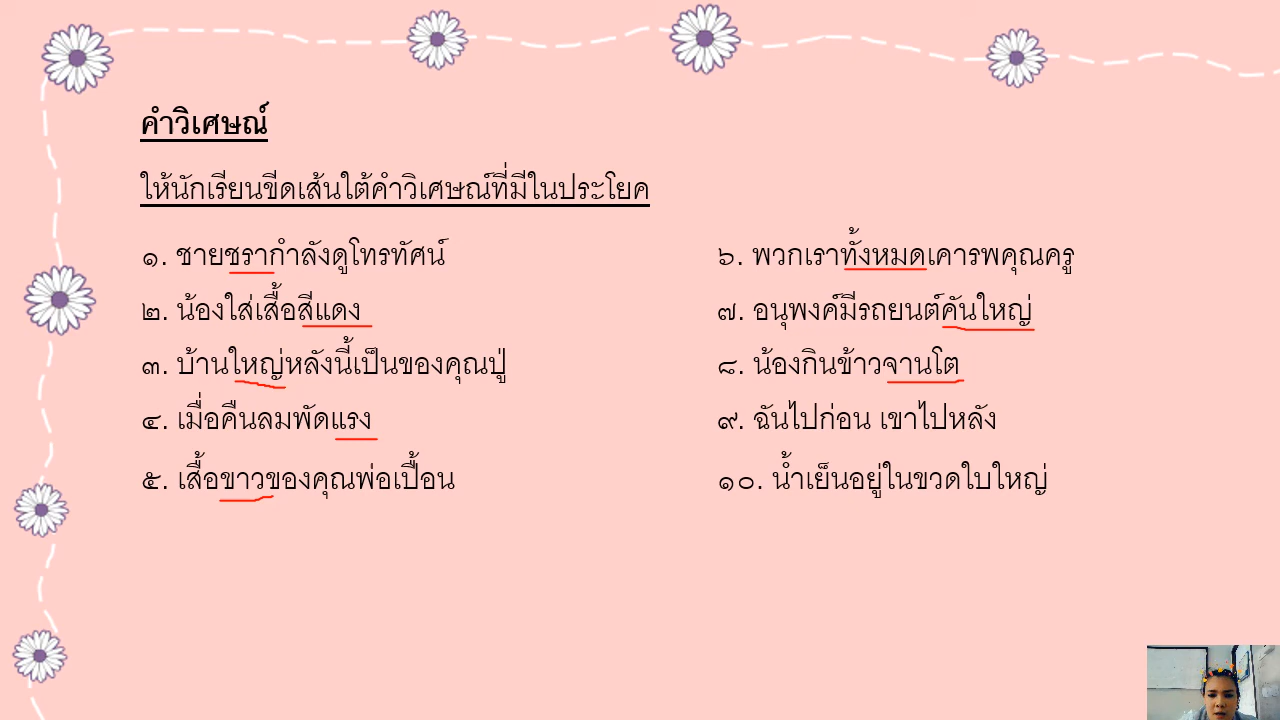 คำวิเศษณ์
ให้นักเรียนขีดเส้นใต้คำวิเศษณ์ที่มีในประโยค
๑. ชายชรากำลังดูโทรทัศน์
๒. น้องใส่เสื้อสีแดง
๓. บ้านใหญ่หลังนี้เป็นของคุณปู่
๔. เมื่อคืนลมพัดแรง
๕. เสื้อขาวของคุณพ่อเปื้อน
๖. พวกเราทั้งหมดเคารพคุณครู
๗. อนุพงค์มีรถยนต์คันใหญ่
๘. น้องกินข้าวจานโต
๙. ฉันไปก่อน เขาไปหลัง
๑๐. น้ำเย็นอยู่ในขวดใบใหญ่